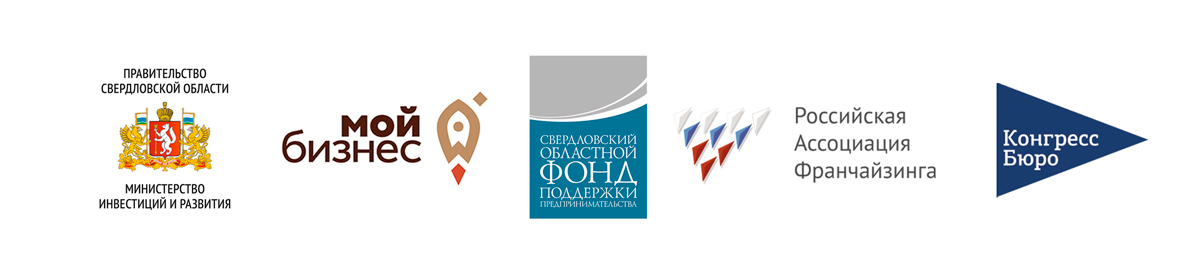 ПРАВИТЕЛЬСТВО
СВЕРДЛОВСКОЙ ОБЛАСТИ
МИНИСТЕРСТВО
ИНВЕСТИЦИЙ И РАЗВИТИЯ
мой
бизнес
СВЕРДЛОВСКИЙ
ОБЛАСТНОЙ
ФОНД
ПОДДЕРЖКИ
ПРЕДПРИНИМАТЕЛЬСТВА
Российская
Ассоциация
Франчайзинга
Конгресс
Бюро